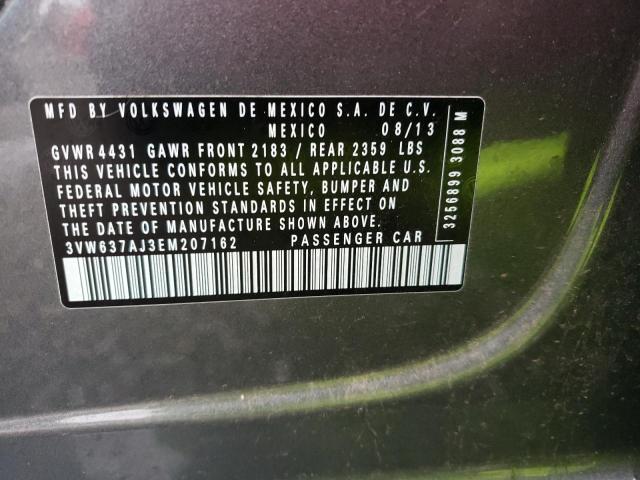 MFD BY VOLKSWAGEN DE MEXICO S.A. DE C.V.
MEXICO 08/13
GVWR 4431 GAWR FRONT 2183 / REAR 2359 LBS
THIS VEHICLE CONFORMS TO ALL APPLICABLE U.S.
FEDERAL MOTOR VEHICLE SAFETY, BUMPER AND
THEFT PREVENTION STANDARDS IN EFFECT ON
THE DATE OF MANUFACTURE SHOWN ABOVE.
3VW637AJ3EM207162 PASSENGER CAR
3256899 3088 M